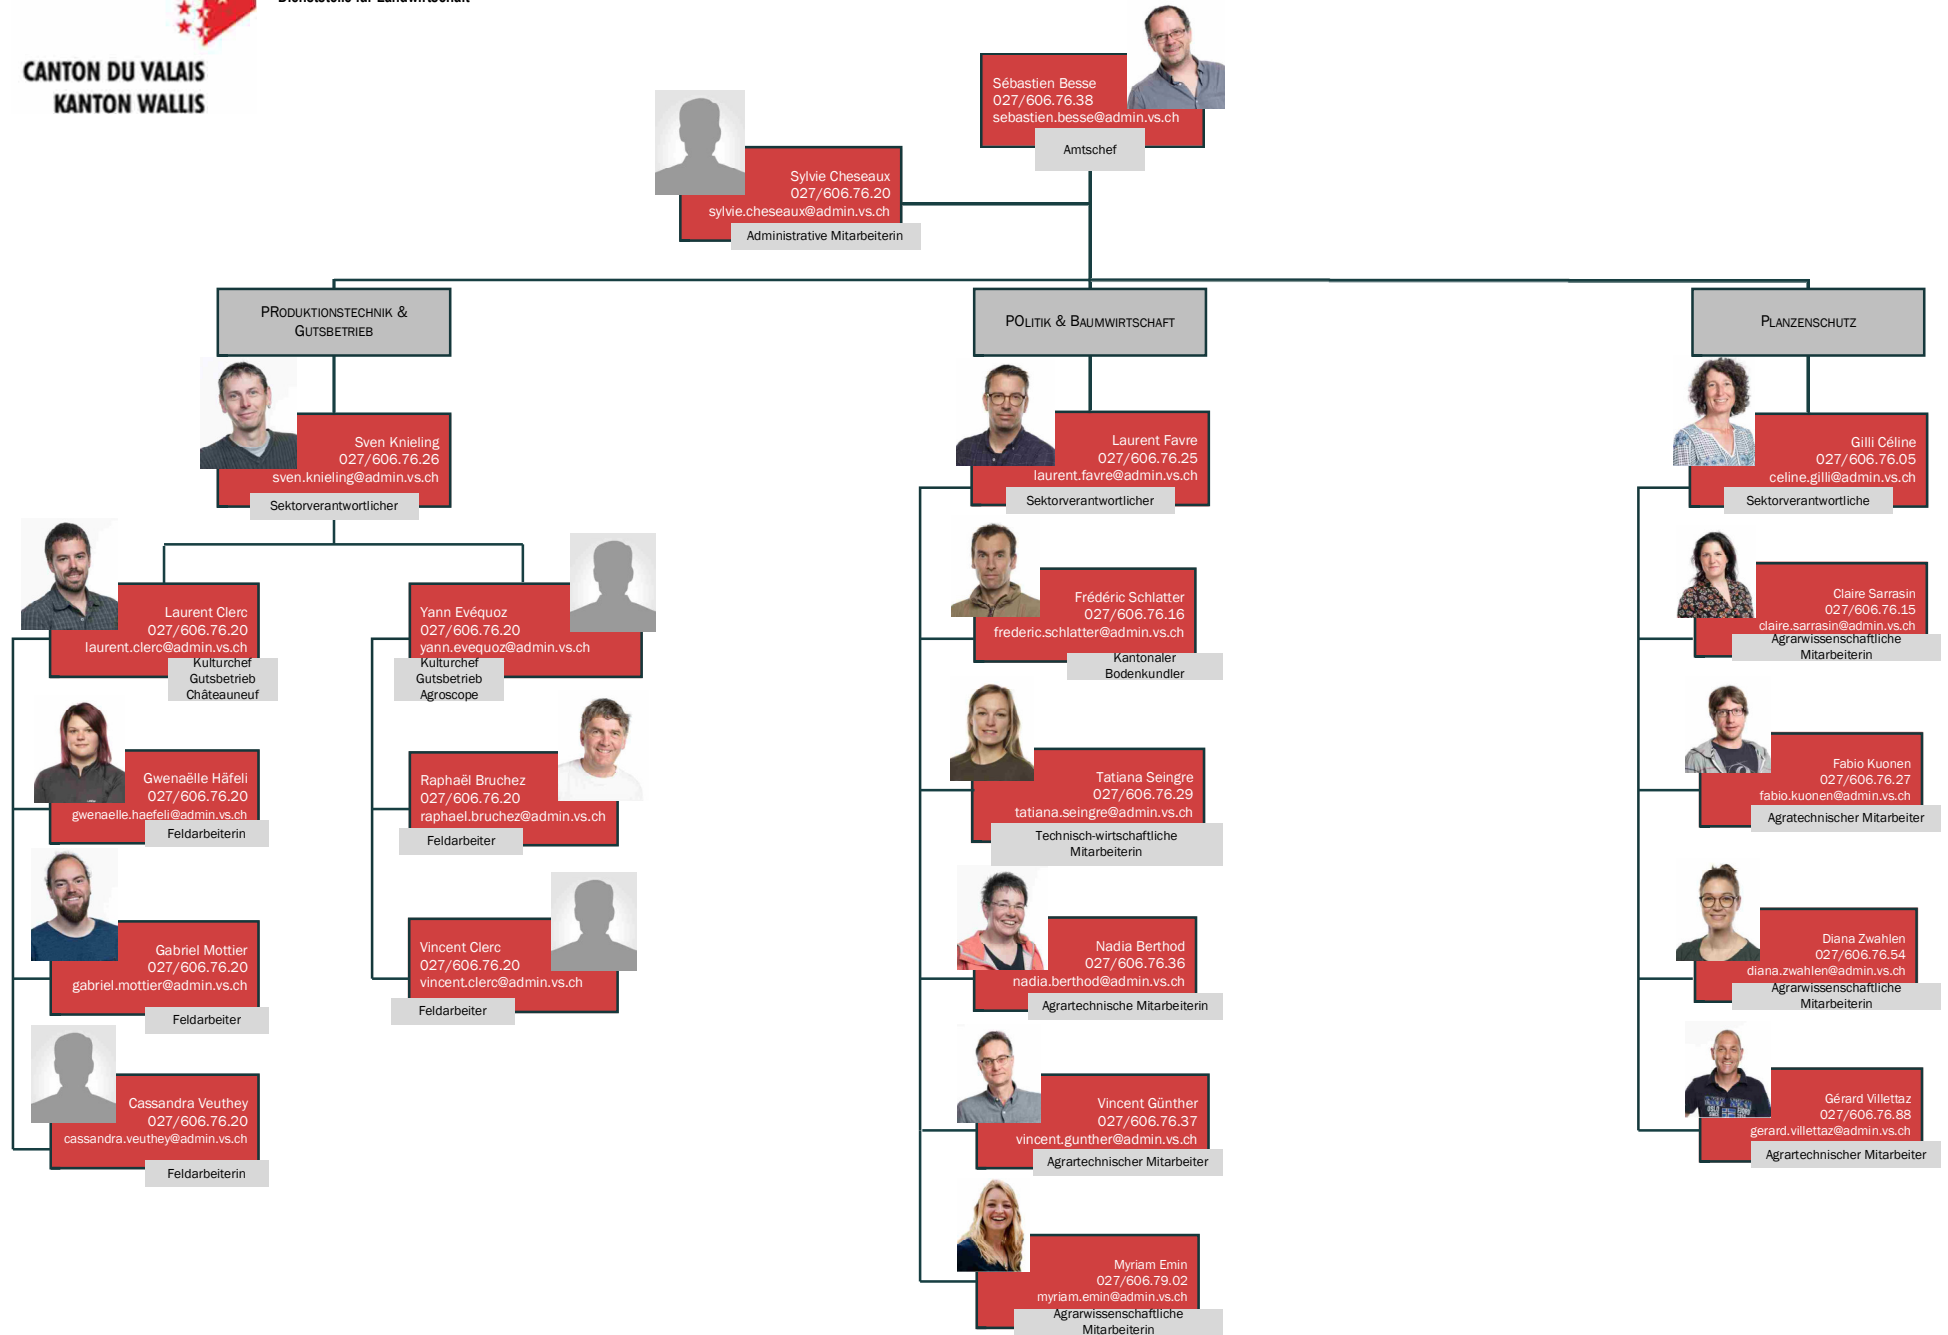 Dienststelle für Landwirtschaft
CANTON DU VALAIS
KANTON WALLIS
Sébastien Besse
027/606.76.38
sebastien.besse@admin.vs.ch
Amtschef
Sylvie Cheseaux
027/606.76.20
sylvie.cheseaux@admin.vs.ch
Administrative Mitarbeiterin
PRODUKTIONSTECHNIK &
GUTSBETRIEB
Sven Knieling
027/606.76.26
sven.knieling@admin.vs.ch
Sektorverantwortlicher
Laurent Clerc
027/606.76.20
laurent.clerc@admin.vs.ch
Kulturchef
Gutsbetrieb
Châteauneuf
Gwenaëlle Häfeli
027/606.76.20
gwenaelle.haefeli@admin.vs.ch
Feldarbeiterin
Gabriel Mottier
027/606.76.20
gabriel.mottier@admin.vs.ch
Feldarbeiter
Cassandra Veuthey
027/606.76.20
cassandra.veuthey@admin.vs.ch
Feldarbeiterin
Yann Evéquoz
027/606.76.20
yann.evequoz@admin.vs.ch
Kulturchef
Gutsbetrieb
Agroscope
Raphaël Bruchez
027/606.76.20
raphael.bruchez@admin.vs.ch
Feldarbeiter
Vincent Clerc
027/606.76.20
vincent.clerc@admin.vs.ch
Feldarbeiter
POLITIK & BAUMWIRTSCHAFT
Laurent Favre
027/606.76.25
laurent.favre@admin.vs.ch
Sektorverantwortlicher
Frédéric Schlatter
027/606.76.16
frederic.schlatter@admin.vs.ch
Kantonaler
Bodenkundler
Tatiana Seingre
027/606.76.29
tatiana.seingre@admin.vs.ch
Technisch-wirtschaftliche
Mitarbeiterin
Nadia Berthod
027/606.76.36
nadia.berthod@admin.vs.ch
Agrartechnische Mitarbeiterin
Vincent Günther
027/606.76.37
vincent.gunther@admin.vs.ch
Agrartechnischer Mitarbeiter
Myriam Emin
027/606.79.02
myriam.emin@admin.vs.ch
Agrarwissenschaftliche
Mitarbeiterin
PLANZENSCHUTZ
Gilli Céline
027/606.76.05
celine.gilli@admin.vs.ch
Sektorverantwortliche
Claire Sarrasin
027/606.76.15
claire.sarrasin@admin.vs.ch
Agrarwissenschaftliche
Mitarbeiterin
Fabio Kuonen
027/606.76.27
fabio.kuonen@admin.vs.ch
Agratechnischer Mitarbeiter
Diana Zwahlen
027/606.76.54
diana.zwahlen@admin.vs.ch
Agrarwissenschaftliche
Mitarbeiterin
Gérard Villettaz
027/606.76.88
gerard.villettaz@admin.vs.ch
Agrartechnischer Mitarbeiter